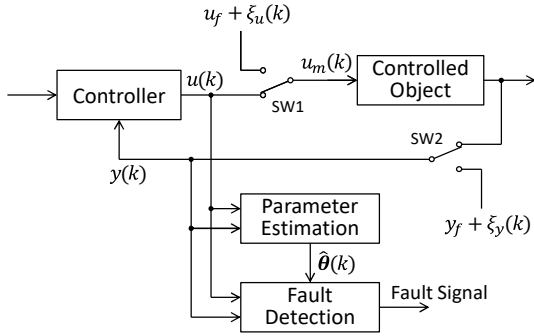 u_f + ξ_u(k)
u(k)
u_m(k)
Controller
SW1
Controlled
Object
SW2
y(k)
y_f + ξ_y(k)
Parameter
Estimation
θ̂(k)
Fault
Detection
Fault Signal